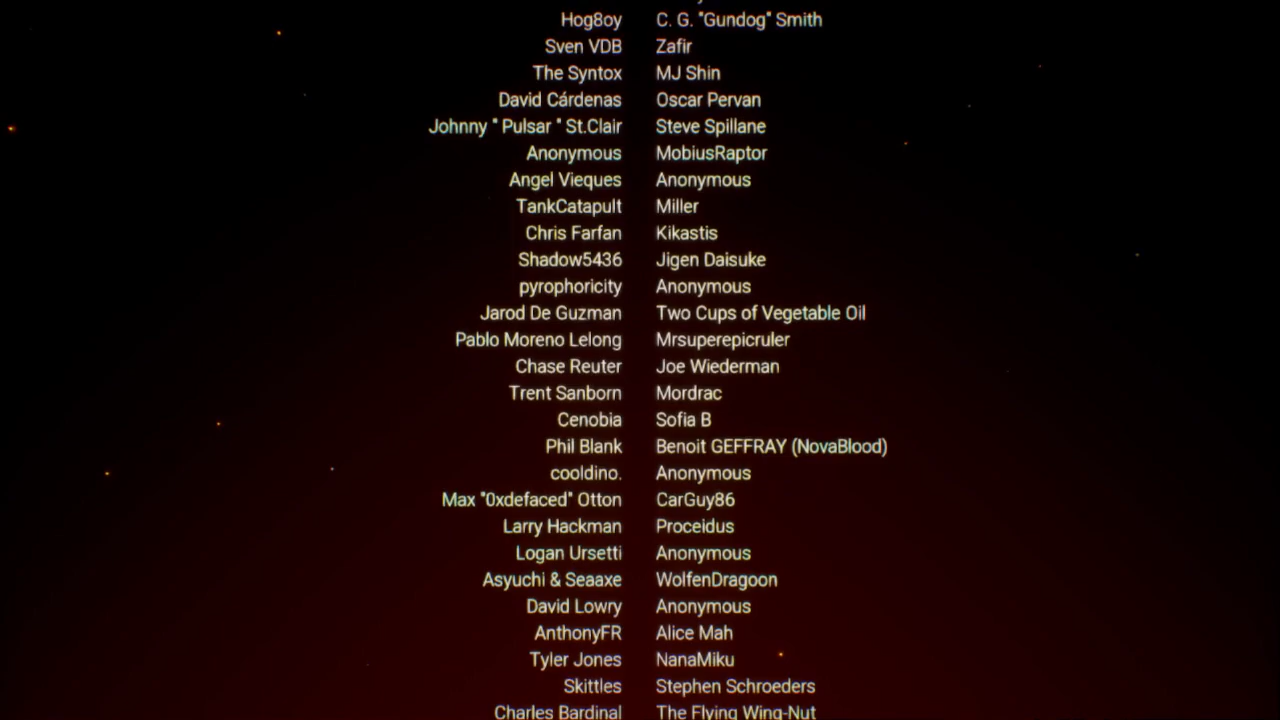 Hog8oy C. G. "Gundog" Smith
Sven VDB Zafir
The Syntox MJ Shin
David Cárdenas Oscar Pervan
Johnny " Pulsar " St.Clair Steve Spillane
Anonymous MobiusRaptor
Angel Vieques Anonymous
TankCatapult Miller
Chris Farfan Kikastis
Shadow5436 Jigen Daisuke
pyrophoricity Anonymous
Jarod De Guzman Two Cups of Vegetable Oil
Pablo Moreno Lelong Mrsuperepicruler
Chase Reuter Joe Wiederman
Trent Sanborn Mordrac
Cenobia Sofia B
Phil Blank Benoit GEFFRAY (NovaBlood)
cooldino. Anonymous
Max "0xdefaced" Otton CarGuy86
Larry Hackman Proceidus
Logan Ursetti Anonymous
Asyuchi & Seaaxe WolfenDragoon
David Lowry Anonymous
AnthonyFR Alice Mah
Tyler Jones NanaMiku
Skittles Stephen Schroeders
Charles Bardinal The Flying Wing-Nut